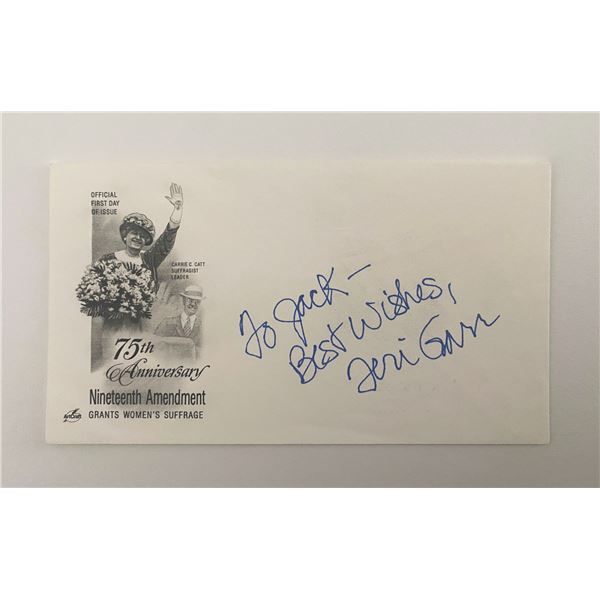 OFFICIAL
FIRST DAY
OF ISSUE
CARRIE C. CATT
SUFFRAGIST
LEADER
75th
Anniversary
Nineteenth Amendment
GRANTS WOMEN'S SUFFRAGE
ArtCraft
To Jack -
Best Wishes,
Teri Garr